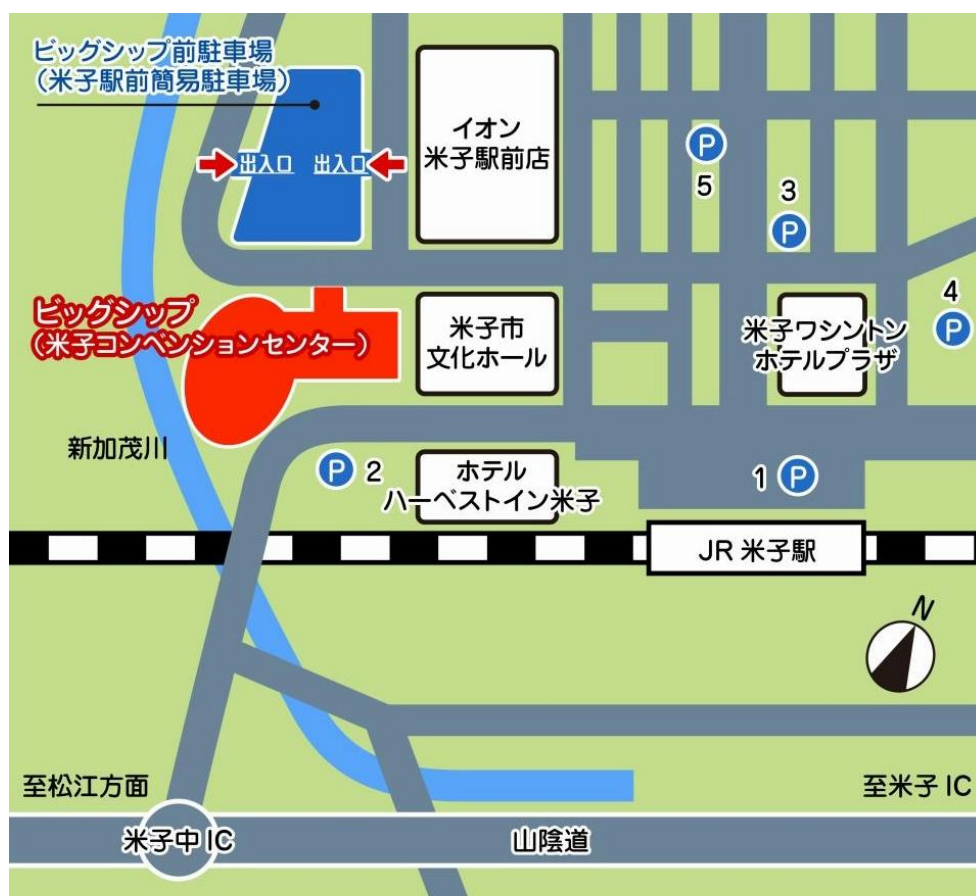 ビッグシップ前駐車場
（米子駅前簡易駐車場）
出入口 出入口
イオン
米子駅前店
P
5
3
P
4
P
ビッグシップ
（米子コンベンションセンター）
米子市
文化ホール
米子ワシントン
ホテルプラザ
新加茂川
P 2
ホテル
ハーベストイン米子
1 P
JR 米子駅
N
至松江方面
至米子 IC
米子中 IC
山陰道